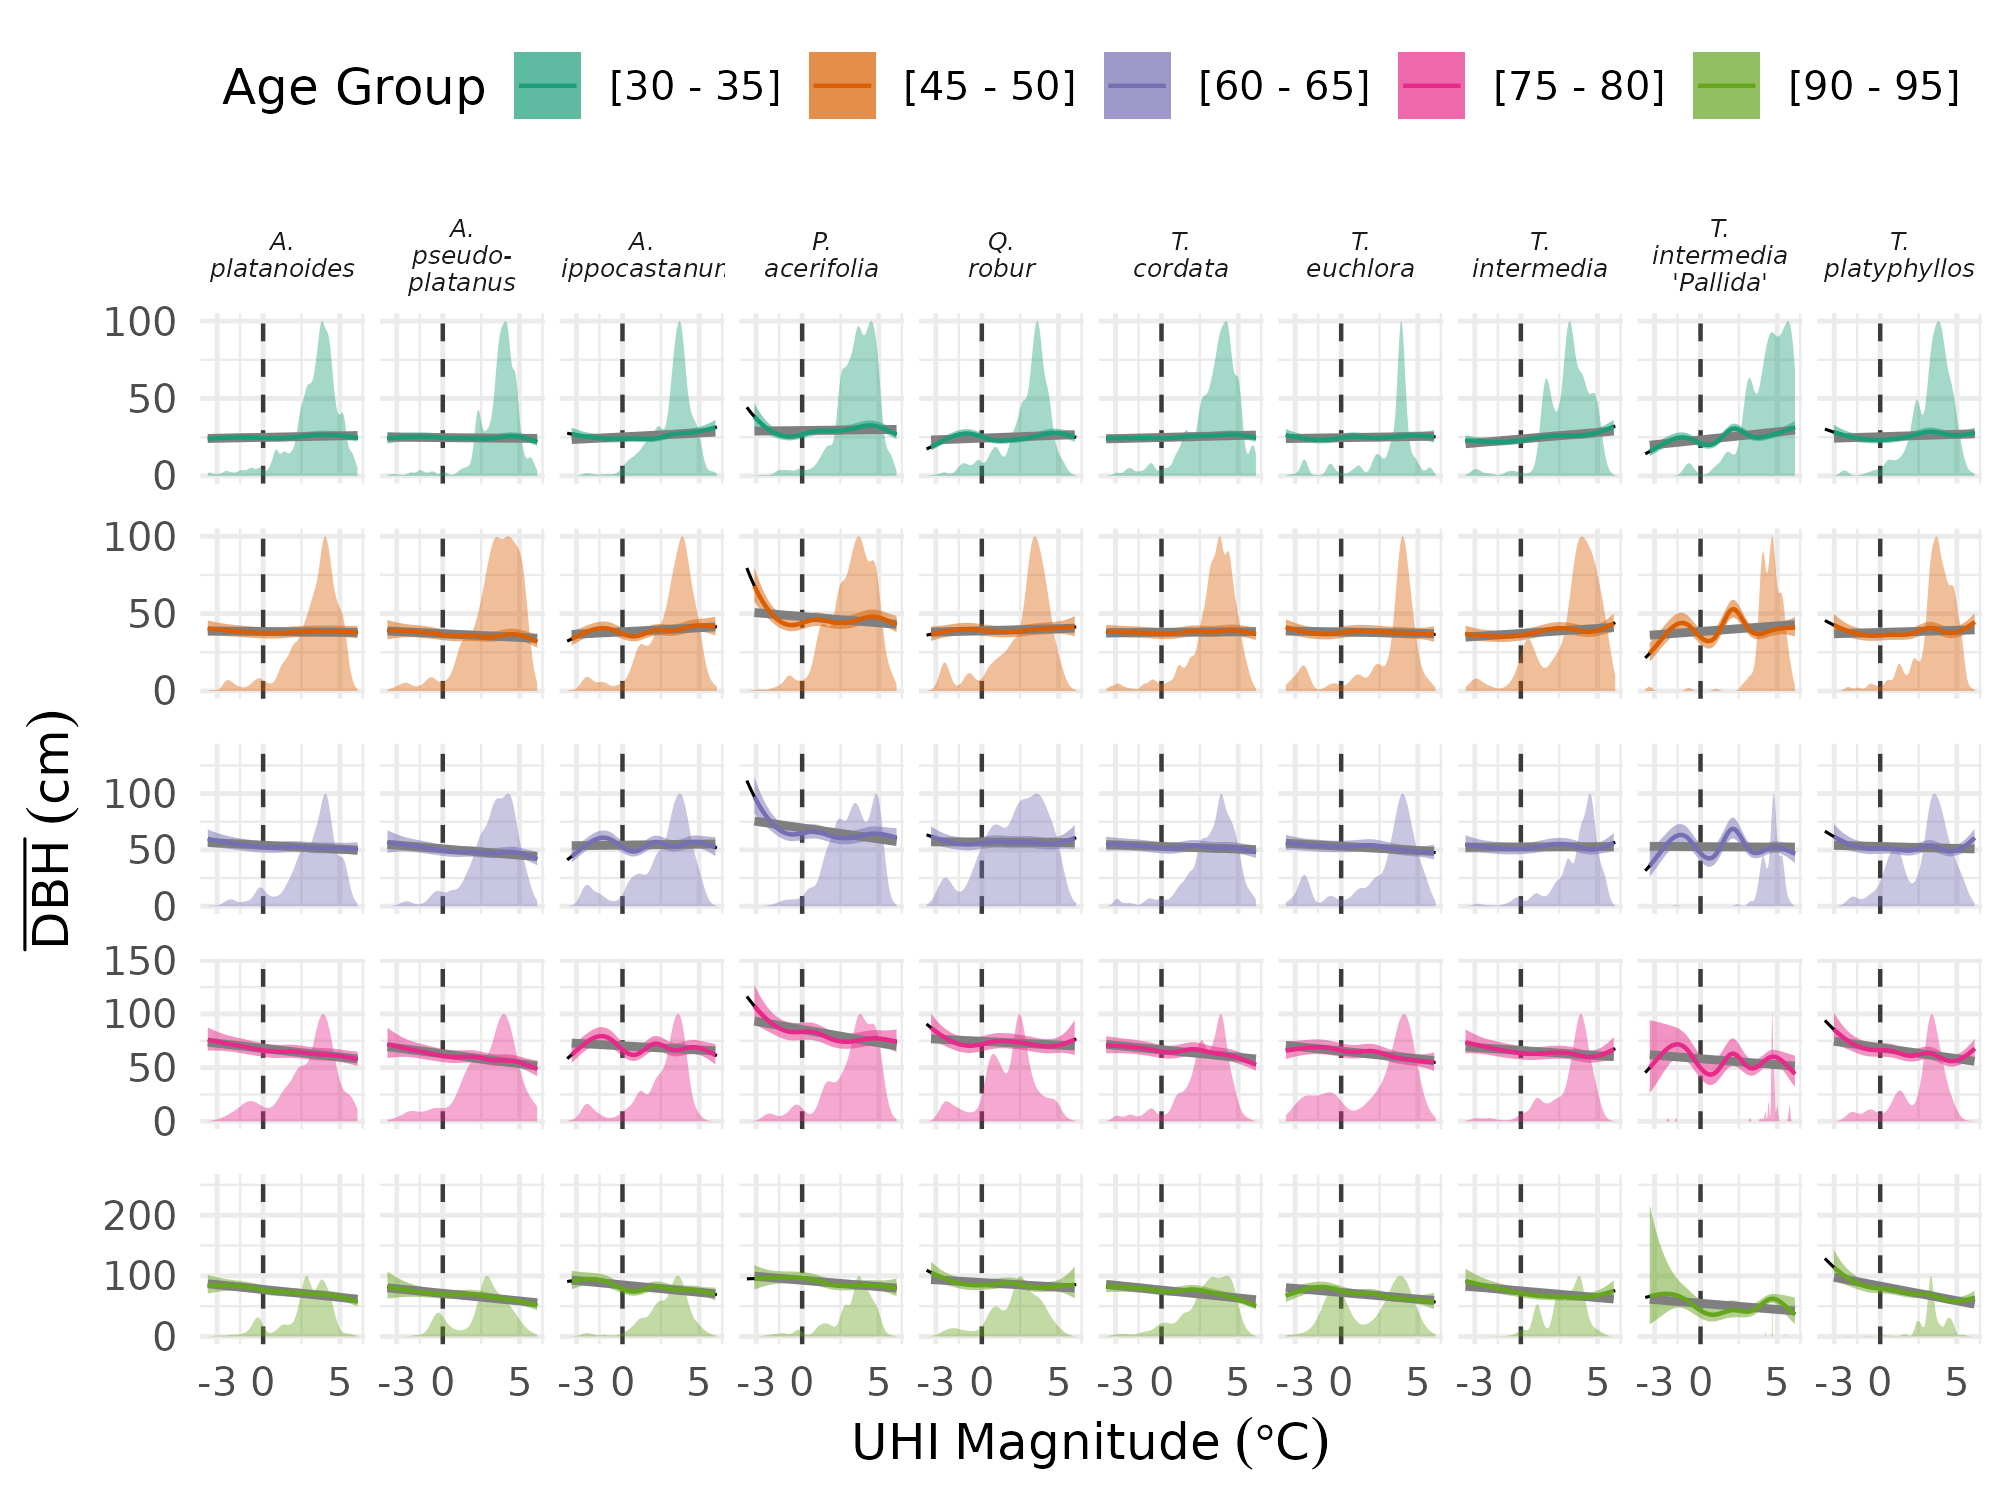 Age Group [30 - 35] [45 - 50] [60 - 65] [75 - 80] [90 - 95]
A. platanoides
A. pseudo-
platanus
A.
ippocastanur
P.
acerifolia
Q.
robur
T.
cordata
T.
euchlora
T.
intermedia
T.
intermedia
'Pallida'
T.
platyphyllos
100
50
0
100
50
0
100
50
0
150
100
50
0
200
100
0
DBH (cm)
-3 0 5 -3 0 5 -3 0 5 -3 0 5 -3 0 5 -3 0 5 -3 0 5 -3 0 5 -3 0 5 -3 0 5
UHI Magnitude (°C)